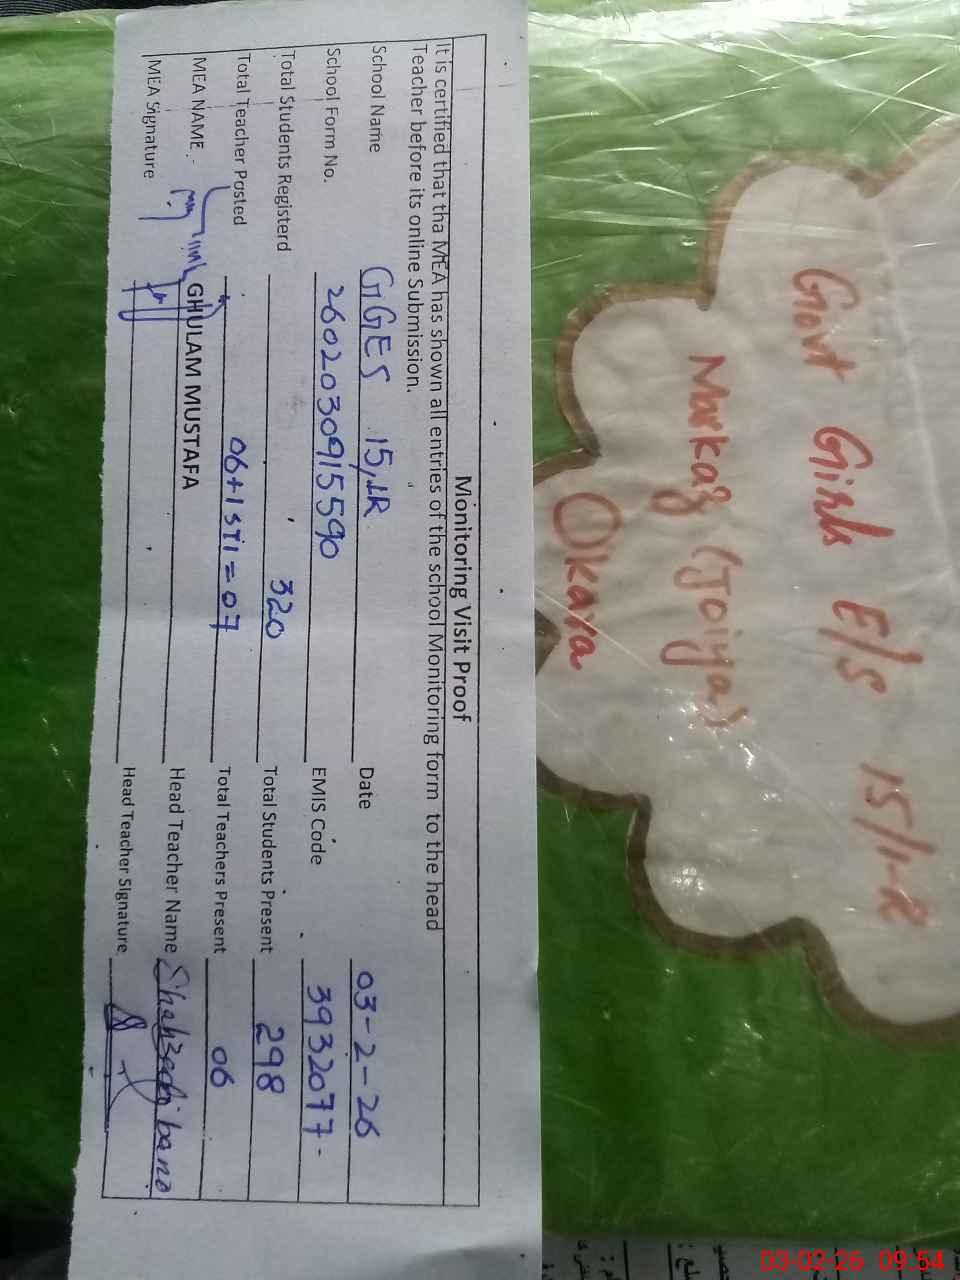 Monitoring Visit Proof
It is certified that tha MEA has shown all entries of the school Monitoring form to the head
Teacher before its online Submission.
School Name GGES 15/1R Date 03-2-26
School Form No. 2602030915590 EMIS Code 3932077-
Total Students Registerd 320 Total Students Present 298
Total Teacher Posted 06+1 STI = 07 Total Teachers Present 06
MEA NAME GHULAM MUSTAFA Head Teacher Name Shahzadi bano
MEA Signature Head Teacher Signature
Govt Girls E/S 15/1-R
Markaz (Joiya)
Okara
03-02-26 09:54